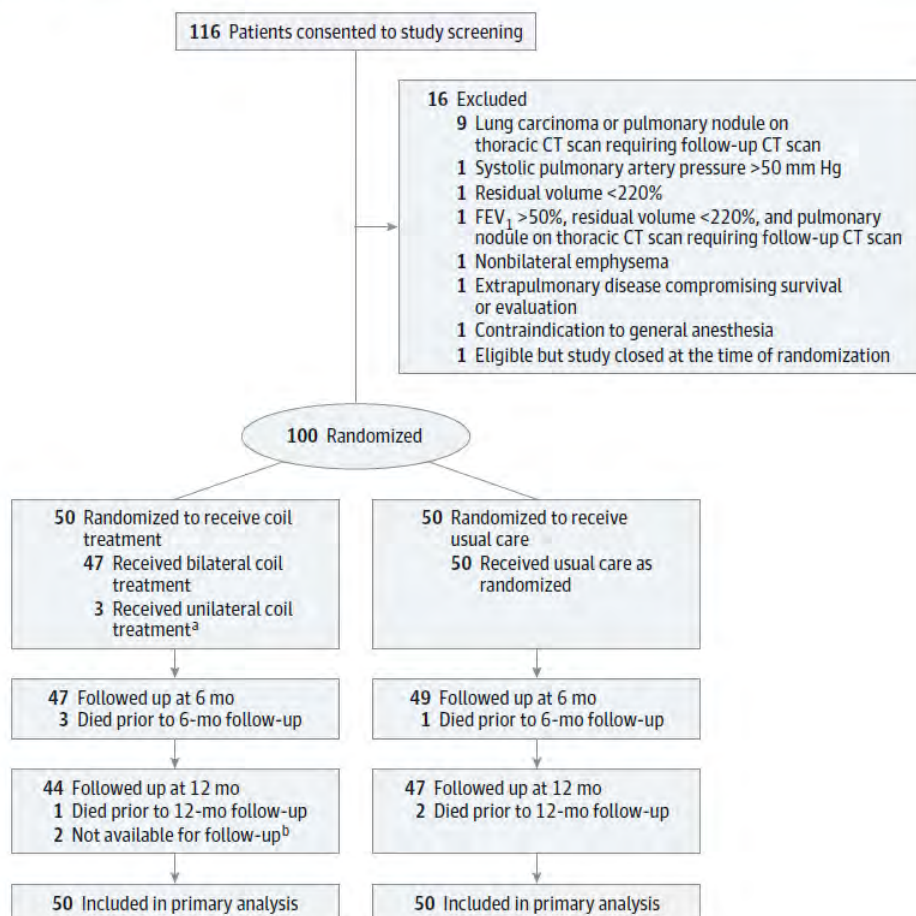 116 Patients consented to study screening
16 Excluded
9 Lung carcinoma or pulmonary nodule on
thoracic CT scan requiring follow-up CT scan
1 Systolic pulmonary artery pressure >50 mm Hg
1 Residual volume <220%
1 FEV1 >50%, residual volume <220%, and pulmonary
nodule on thoracic CT scan requiring follow-up CT scan
1 Nonbilateral emphysema
1 Extrapulmonary disease compromising survival
or evaluation
1 Contraindication to general anesthesia
1 Eligible but study closed at the time of randomization
100 Randomized
50 Randomized to receive coil
treatment
47 Received bilateral coil
treatment
3 Received unilateral coil
treatmenta
50 Randomized to receive
usual care
50 Received usual care as
randomized
47 Followed up at 6 mo
3 Died prior to 6-mo follow-up
49 Followed up at 6 mo
1 Died prior to 6-mo follow-up
44 Followed up at 12 mo
1 Died prior to 12-mo follow-up
2 Not available for follow-upb
47 Followed up at 12 mo
2 Died prior to 12-mo follow-up
50 Included in primary analysis
50 Included in primary analysis